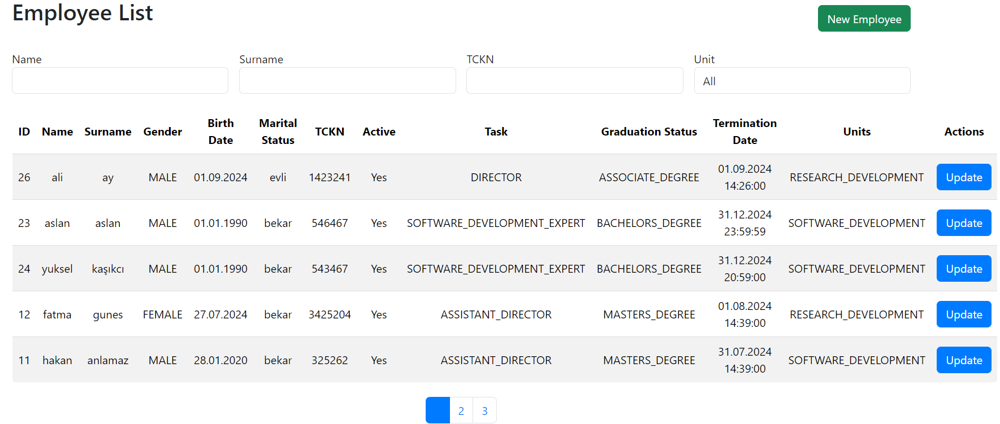 Employee List
New Employee
Name Surname TCKN Unit
All
ID Name Surname Gender Birth Date Marital Status TCKN Active Task Graduation Status Termination Date Units Actions
26 ali ay MALE 01.09.2024 evli 1423241 Yes DIRECTOR ASSOCIATE_DEGREE 01.09.2024 14:26:00 RESEARCH_DEVELOPMENT Update
23 aslan aslan MALE 01.01.1990 bekar 546467 Yes SOFTWARE_DEVELOPMENT_EXPERT BACHELORS_DEGREE 31.12.2024 23:59:59 SOFTWARE_DEVELOPMENT Update
24 yuksel kaşıkcı MALE 01.01.1990 bekar 543467 Yes SOFTWARE_DEVELOPMENT_EXPERT BACHELORS_DEGREE 31.12.2024 20:59:00 SOFTWARE_DEVELOPMENT Update
12 fatma gunes FEMALE 27.07.2024 bekar 3425204 Yes ASSISTANT_DIRECTOR MASTERS_DEGREE 01.08.2024 14:39:00 RESEARCH_DEVELOPMENT Update
11 hakan anlamaz MALE 28.01.2020 bekar 325262 Yes ASSISTANT_DIRECTOR MASTERS_DEGREE 31.07.2024 14:39:00 SOFTWARE_DEVELOPMENT Update
2 3